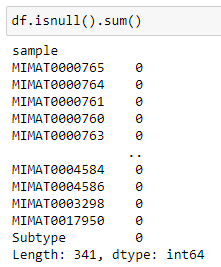 df.isnull().sum()
sample
MIMAT0000765    0
MIMAT0000764    0
MIMAT0000761    0
MIMAT0000760    0
MIMAT0000763    0
..
MIMAT0004584    0
MIMAT0004586    0
MIMAT0003298    0
MIMAT0017950    0
Subtype         0
Length: 341, dtype: int64